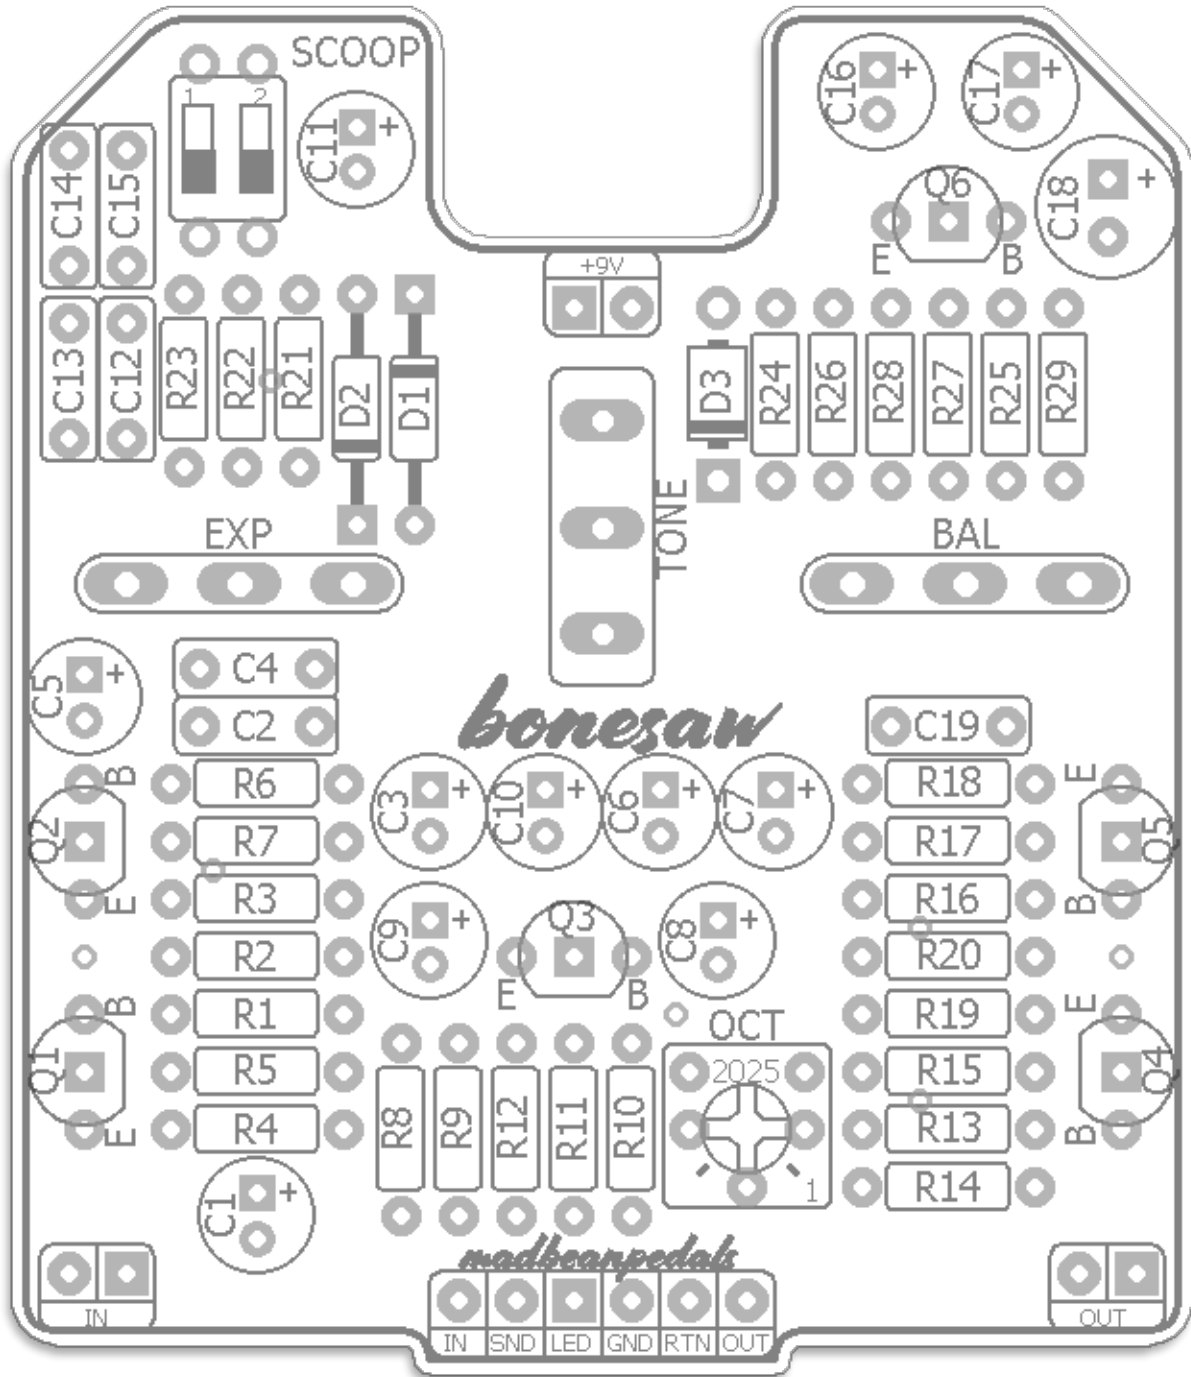 SCOOP
1 2
C11 +
C14
C15
C16 +
C17 +
C18 +
Q6
E B
+9V
C13
C12
R23
R22
R21
D2
D1
D3
R24
R26
R28
R27
R25
R29
EXP
TONE
BAL
C5 +
C4
C2
bonesaw
C19
B
Q2
E
R6
R7
R3
R2
R1
R5
R4
B
Q1
E
C3 +
C10 +
C6 +
C7 +
C9 +
Q3
E B
C8 +
R18
R17
R16
R20
R19
R15
R13
R14
E
Q5
B
E
Q4
B
OCT
2025
1
R8
R9
R12
R11
R10
C1 +
madbeanpedals
IN
IN SND LED GND RTN OUT
OUT